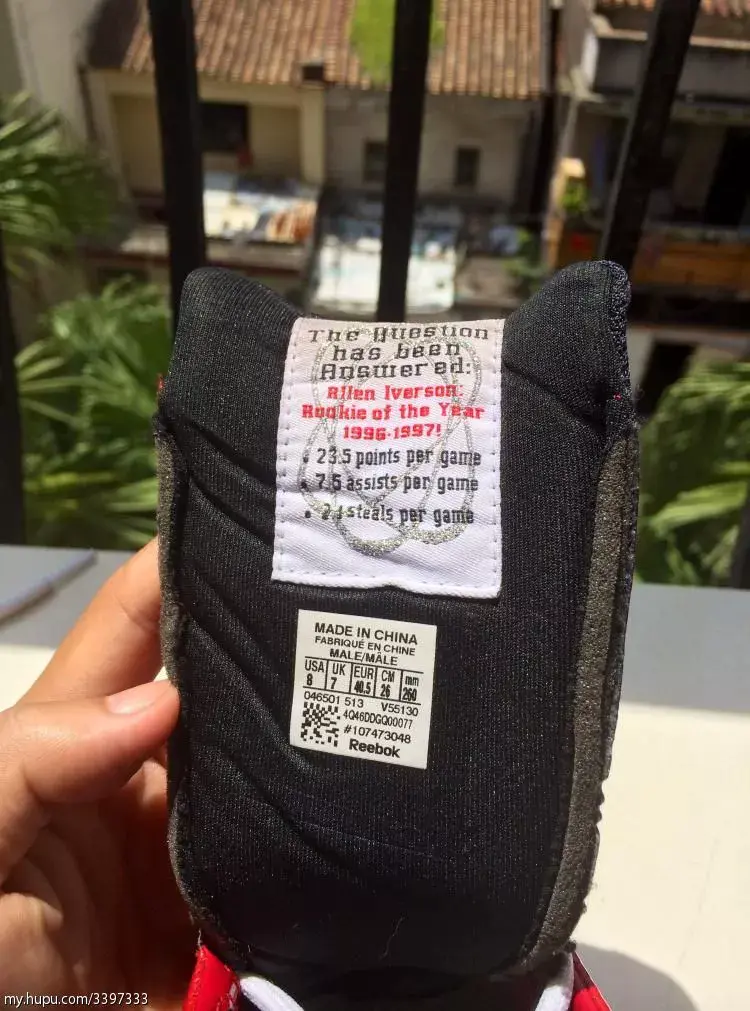 The Question
has been
Answered:
Allen Iverson:
Rookie of the Year
1996-1997!
• 23.5 points per game
• 7.5 assists per game
• 2.1 steals per game
MADE IN CHINA
FABRIQUÉ EN CHINE
MALE/MÂLE
USA UK EUR CM mm
8 7 40.5 26 260
046501 513 V55130
4Q46DDGQ00077
#107473048
Reebok
my.hupu.com/3397333